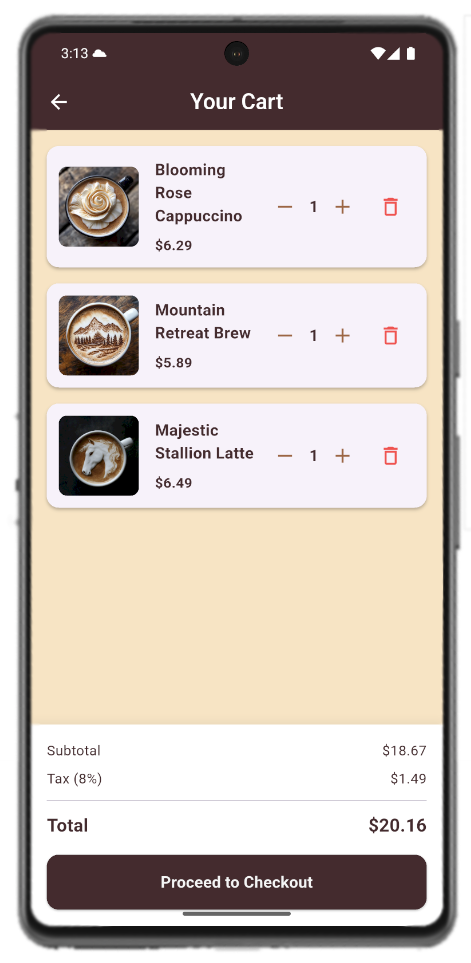 3:13
Your Cart
Blooming
Rose
Cappuccino
$6.29
1
Mountain
Retreat Brew
$5.89
1
Majestic
Stallion Latte
$6.49
1
Subtotal $18.67
Tax (8%) $1.49
Total $20.16
Proceed to Checkout